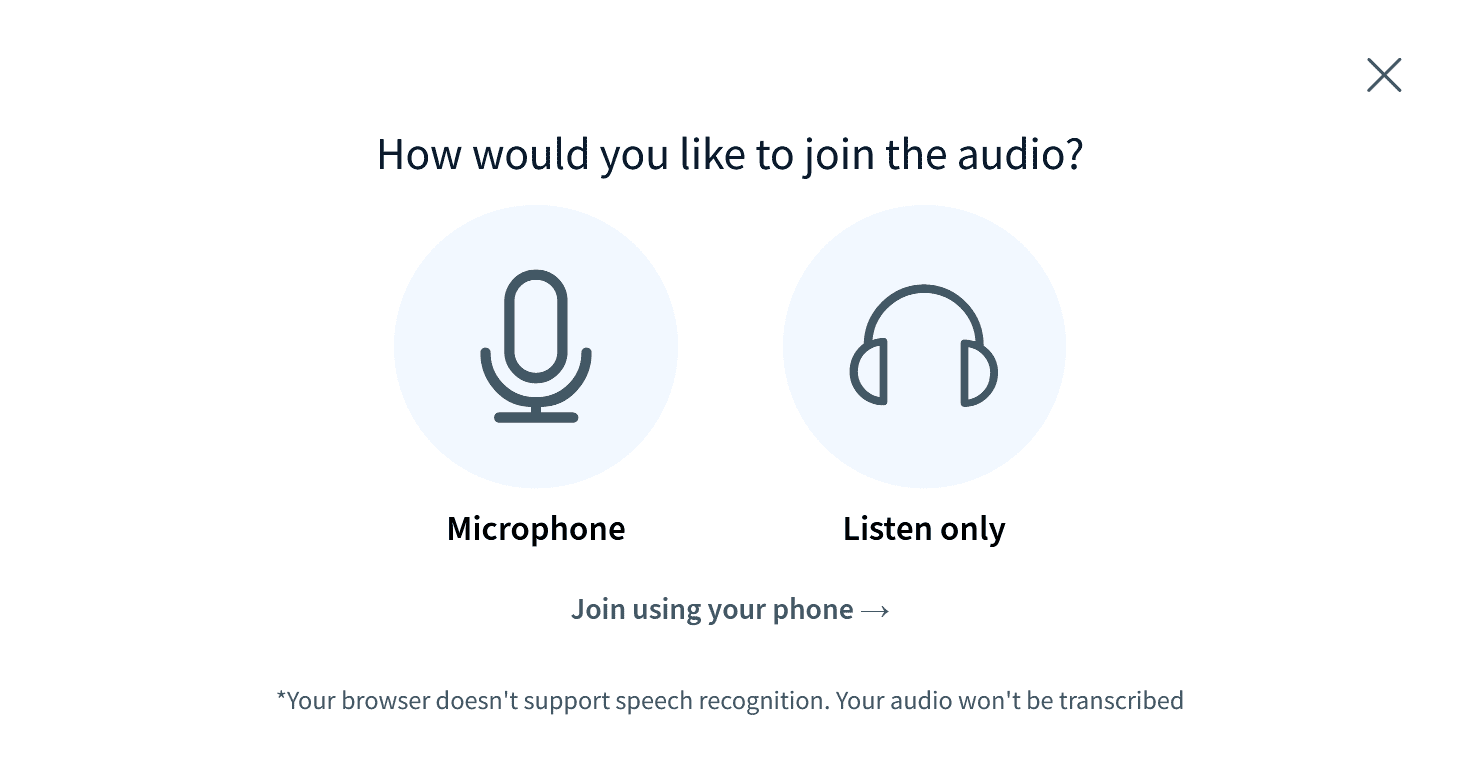 How would you like to join the audio?
Microphone
Listen only
Join using your phone →
*Your browser doesn't support speech recognition. Your audio won't be transcribed